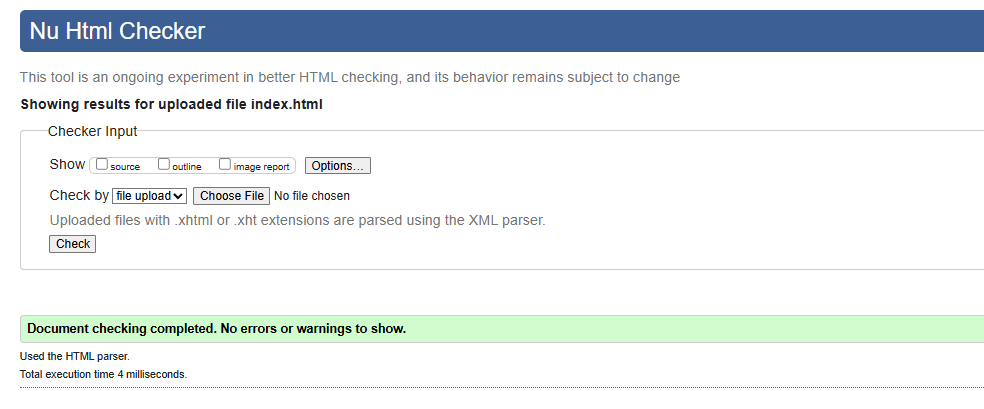 Nu Html Checker
This tool is an ongoing experiment in better HTML checking, and its behavior remains subject to change
Showing results for uploaded file index.html
Checker Input
Show source outline image report Options...
Check by file upload Choose File No file chosen
Uploaded files with .xhtml or .xht extensions are parsed using the XML parser.
Check
Document checking completed. No errors or warnings to show.
Used the HTML parser.
Total execution time 4 milliseconds.